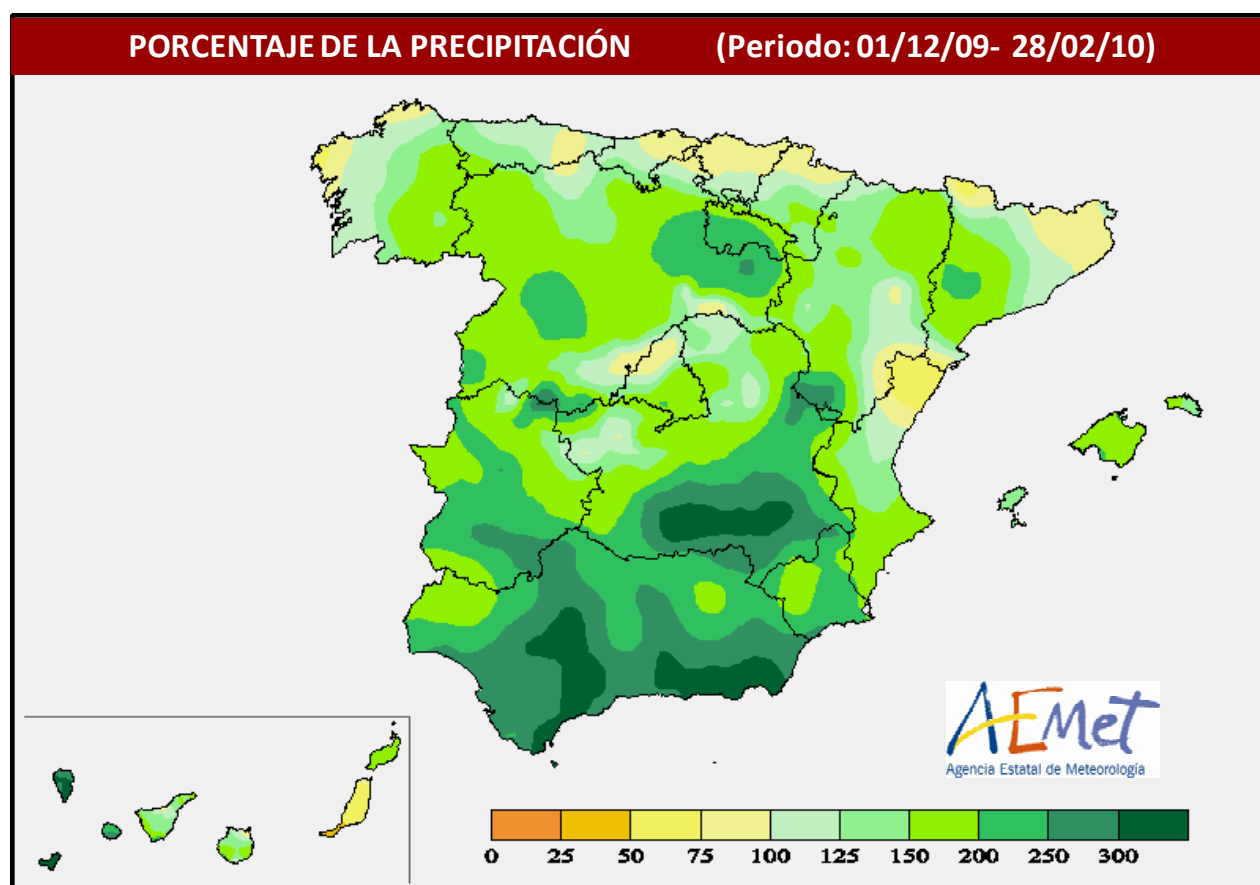 PORCENTAJE DE LA PRECIPITACIÓN (Periodo: 01/12/09- 28/02/10)
AEMet
Agencia Estatal de Meteorología
0 25 50 75 100 125 150 200 250 300